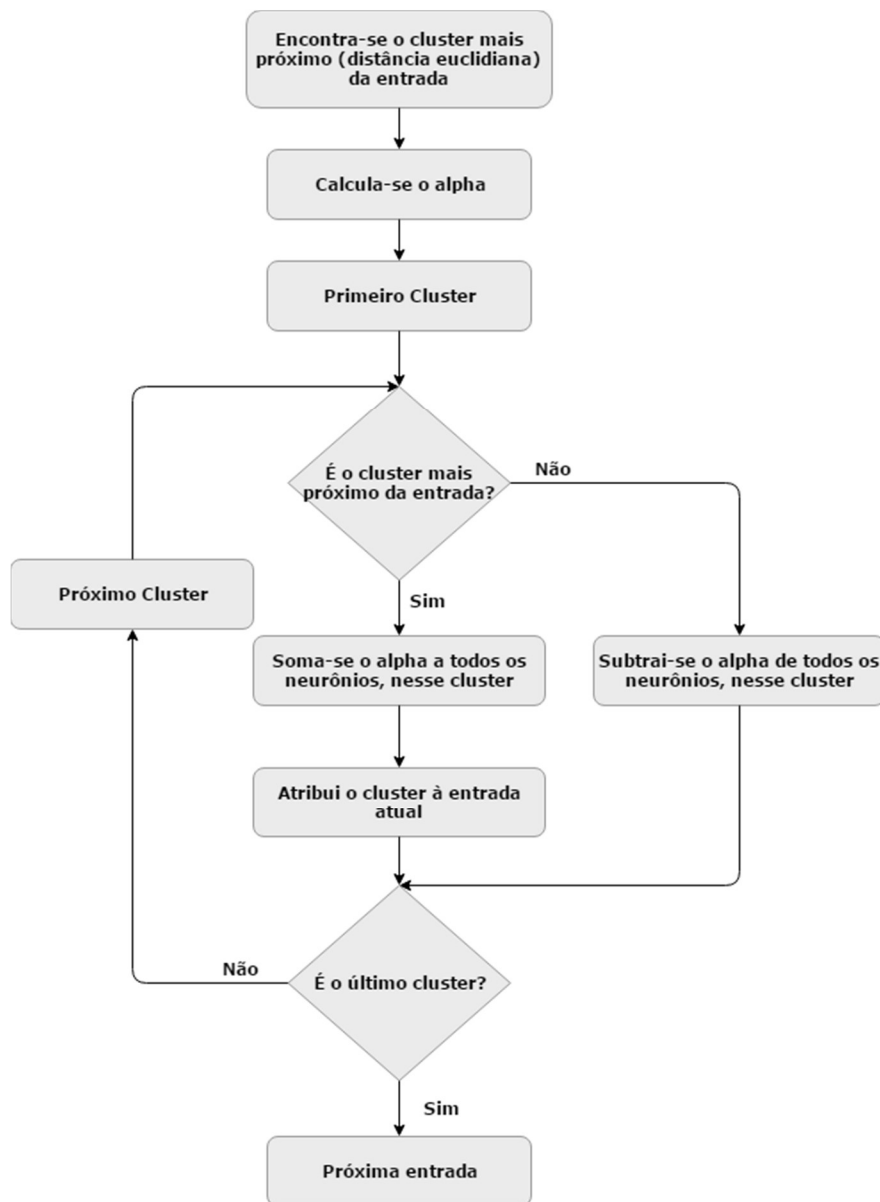 Encontra-se o cluster mais
próximo (distância euclidiana)
da entrada
Calcula-se o alpha
Primeiro Cluster
É o cluster mais
próximo da entrada?
Não
Sim
Próximo Cluster
Soma-se o alpha a todos os
neurônios, nesse cluster
Subtrai-se o alpha de todos os
neurônios, nesse cluster
Atribui o cluster à entrada
atual
É o último cluster?
Não
Sim
Próxima entrada